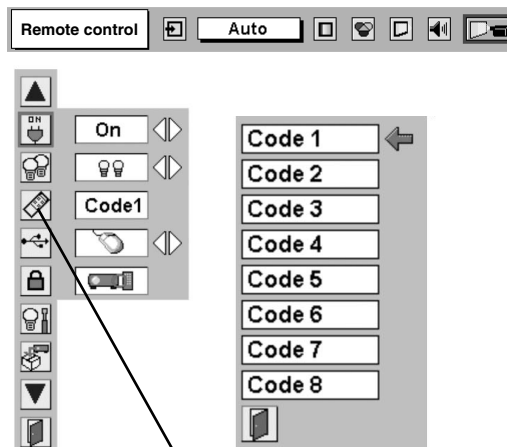 Remote control
Auto
ON
On
Code1
Code 1
Code 2
Code 3
Code 4
Code 5
Code 6
Code 7
Code 8